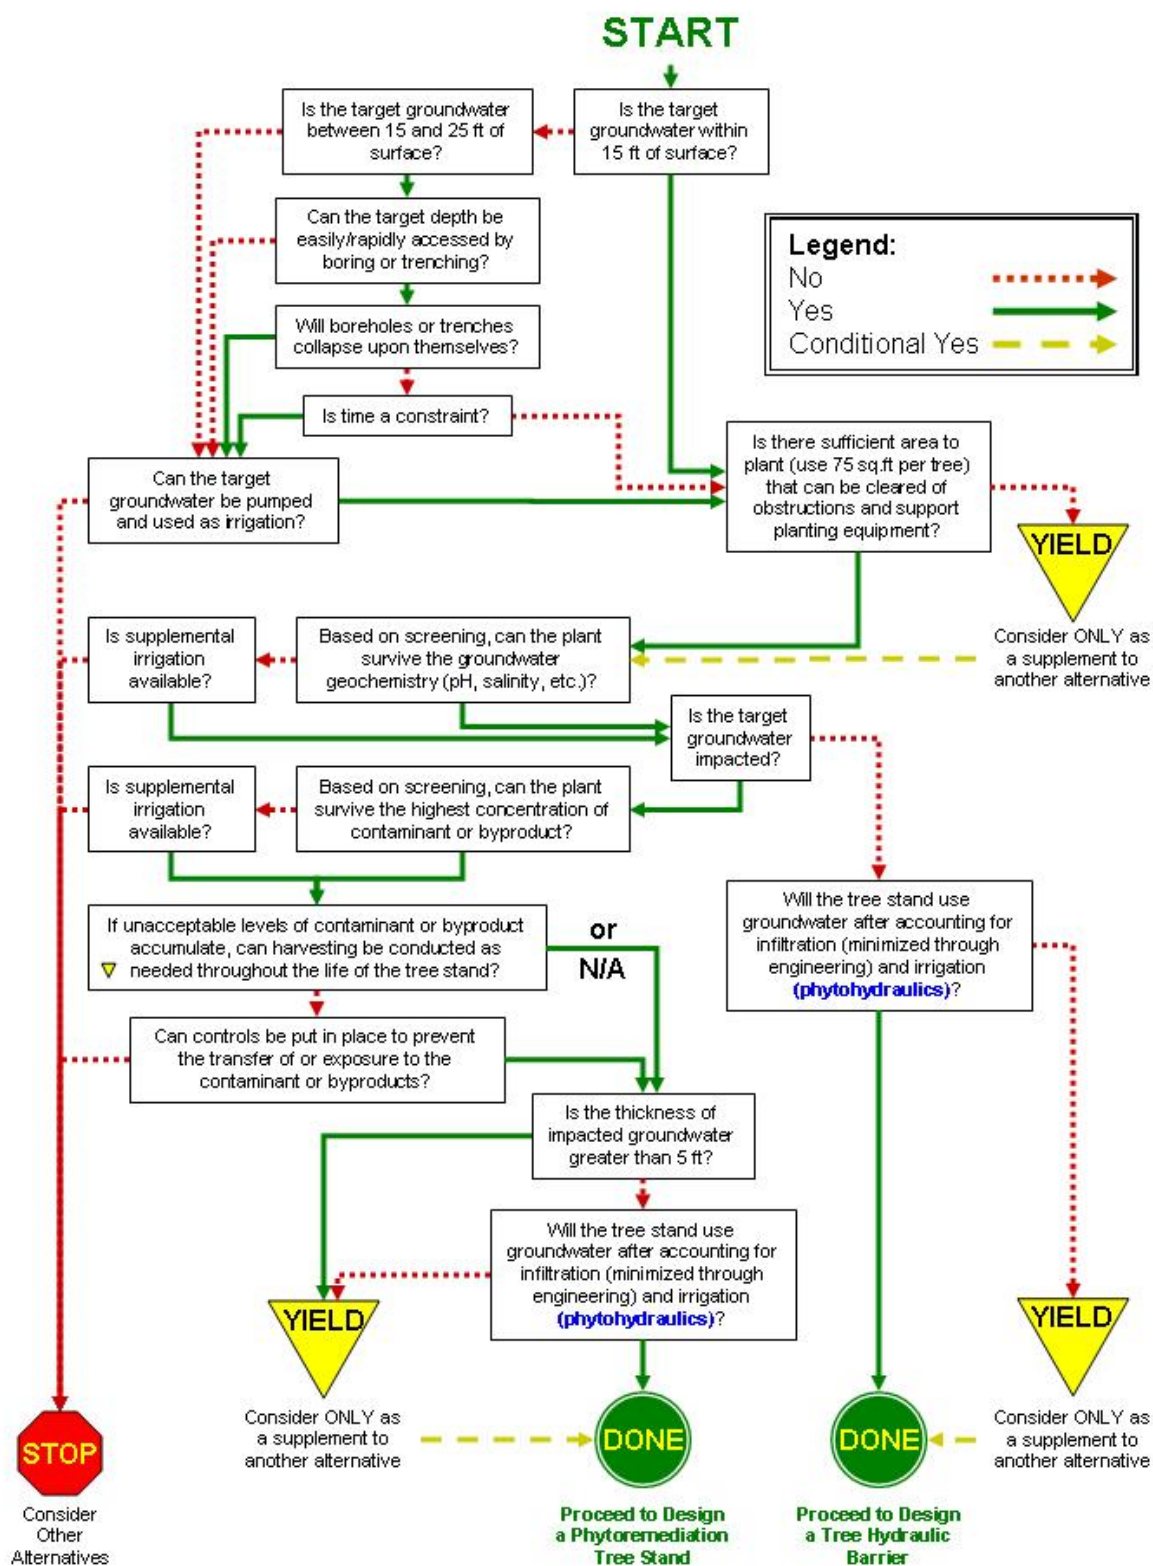 START
Is the target groundwater
between 15 and 25 ft of
surface?
Is the target
groundwater within
15 ft of surface?
Can the target depth be
easily/rapidly accessed by
boring or trenching?
Legend:
No
Yes
Conditional Yes
Will boreholes or trenches
collapse upon themselves?
Is time a constraint?
Can the target
groundwater be pumped
and used as irrigation?
Is there sufficient area to
plant (use 75 sq.ft per tree)
that can be cleared of
obstructions and support
planting equipment?
YIELD
Consider ONLY as
a supplement to
another alternative
Is supplemental
irrigation
available?
Based on screening, can the plant
survive the groundwater
geochemistry (pH, salinity, etc.)?
Is the target
groundwater
impacted?
Is supplemental
irrigation
available?
Based on screening, can the plant
survive the highest concentration of
contaminant or byproduct?
If unacceptable levels of contaminant or byproduct
accumulate, can harvesting be conducted as
needed throughout the life of the tree stand?
or
N/A
Will the tree stand use
groundwater after accounting for
infiltration (minimized through
engineering) and irrigation
(phytohydraulics)?
Can controls be put in place to prevent
the transfer of or exposure to the
contaminant or byproducts?
Is the thickness of
impacted groundwater
greater than 5 ft?
Will the tree stand use
groundwater after accounting for
infiltration (minimized through
engineering) and irrigation
(phytohydraulics)?
YIELD
Consider ONLY as
a supplement to
another alternative
YIELD
Consider ONLY as
a supplement to
another alternative
STOP
Consider
Other
Alternatives
DONE
Proceed to Design
a Phytoremediation
Tree Stand
DONE
Proceed to Design
a Tree Hydraulic
Barrier